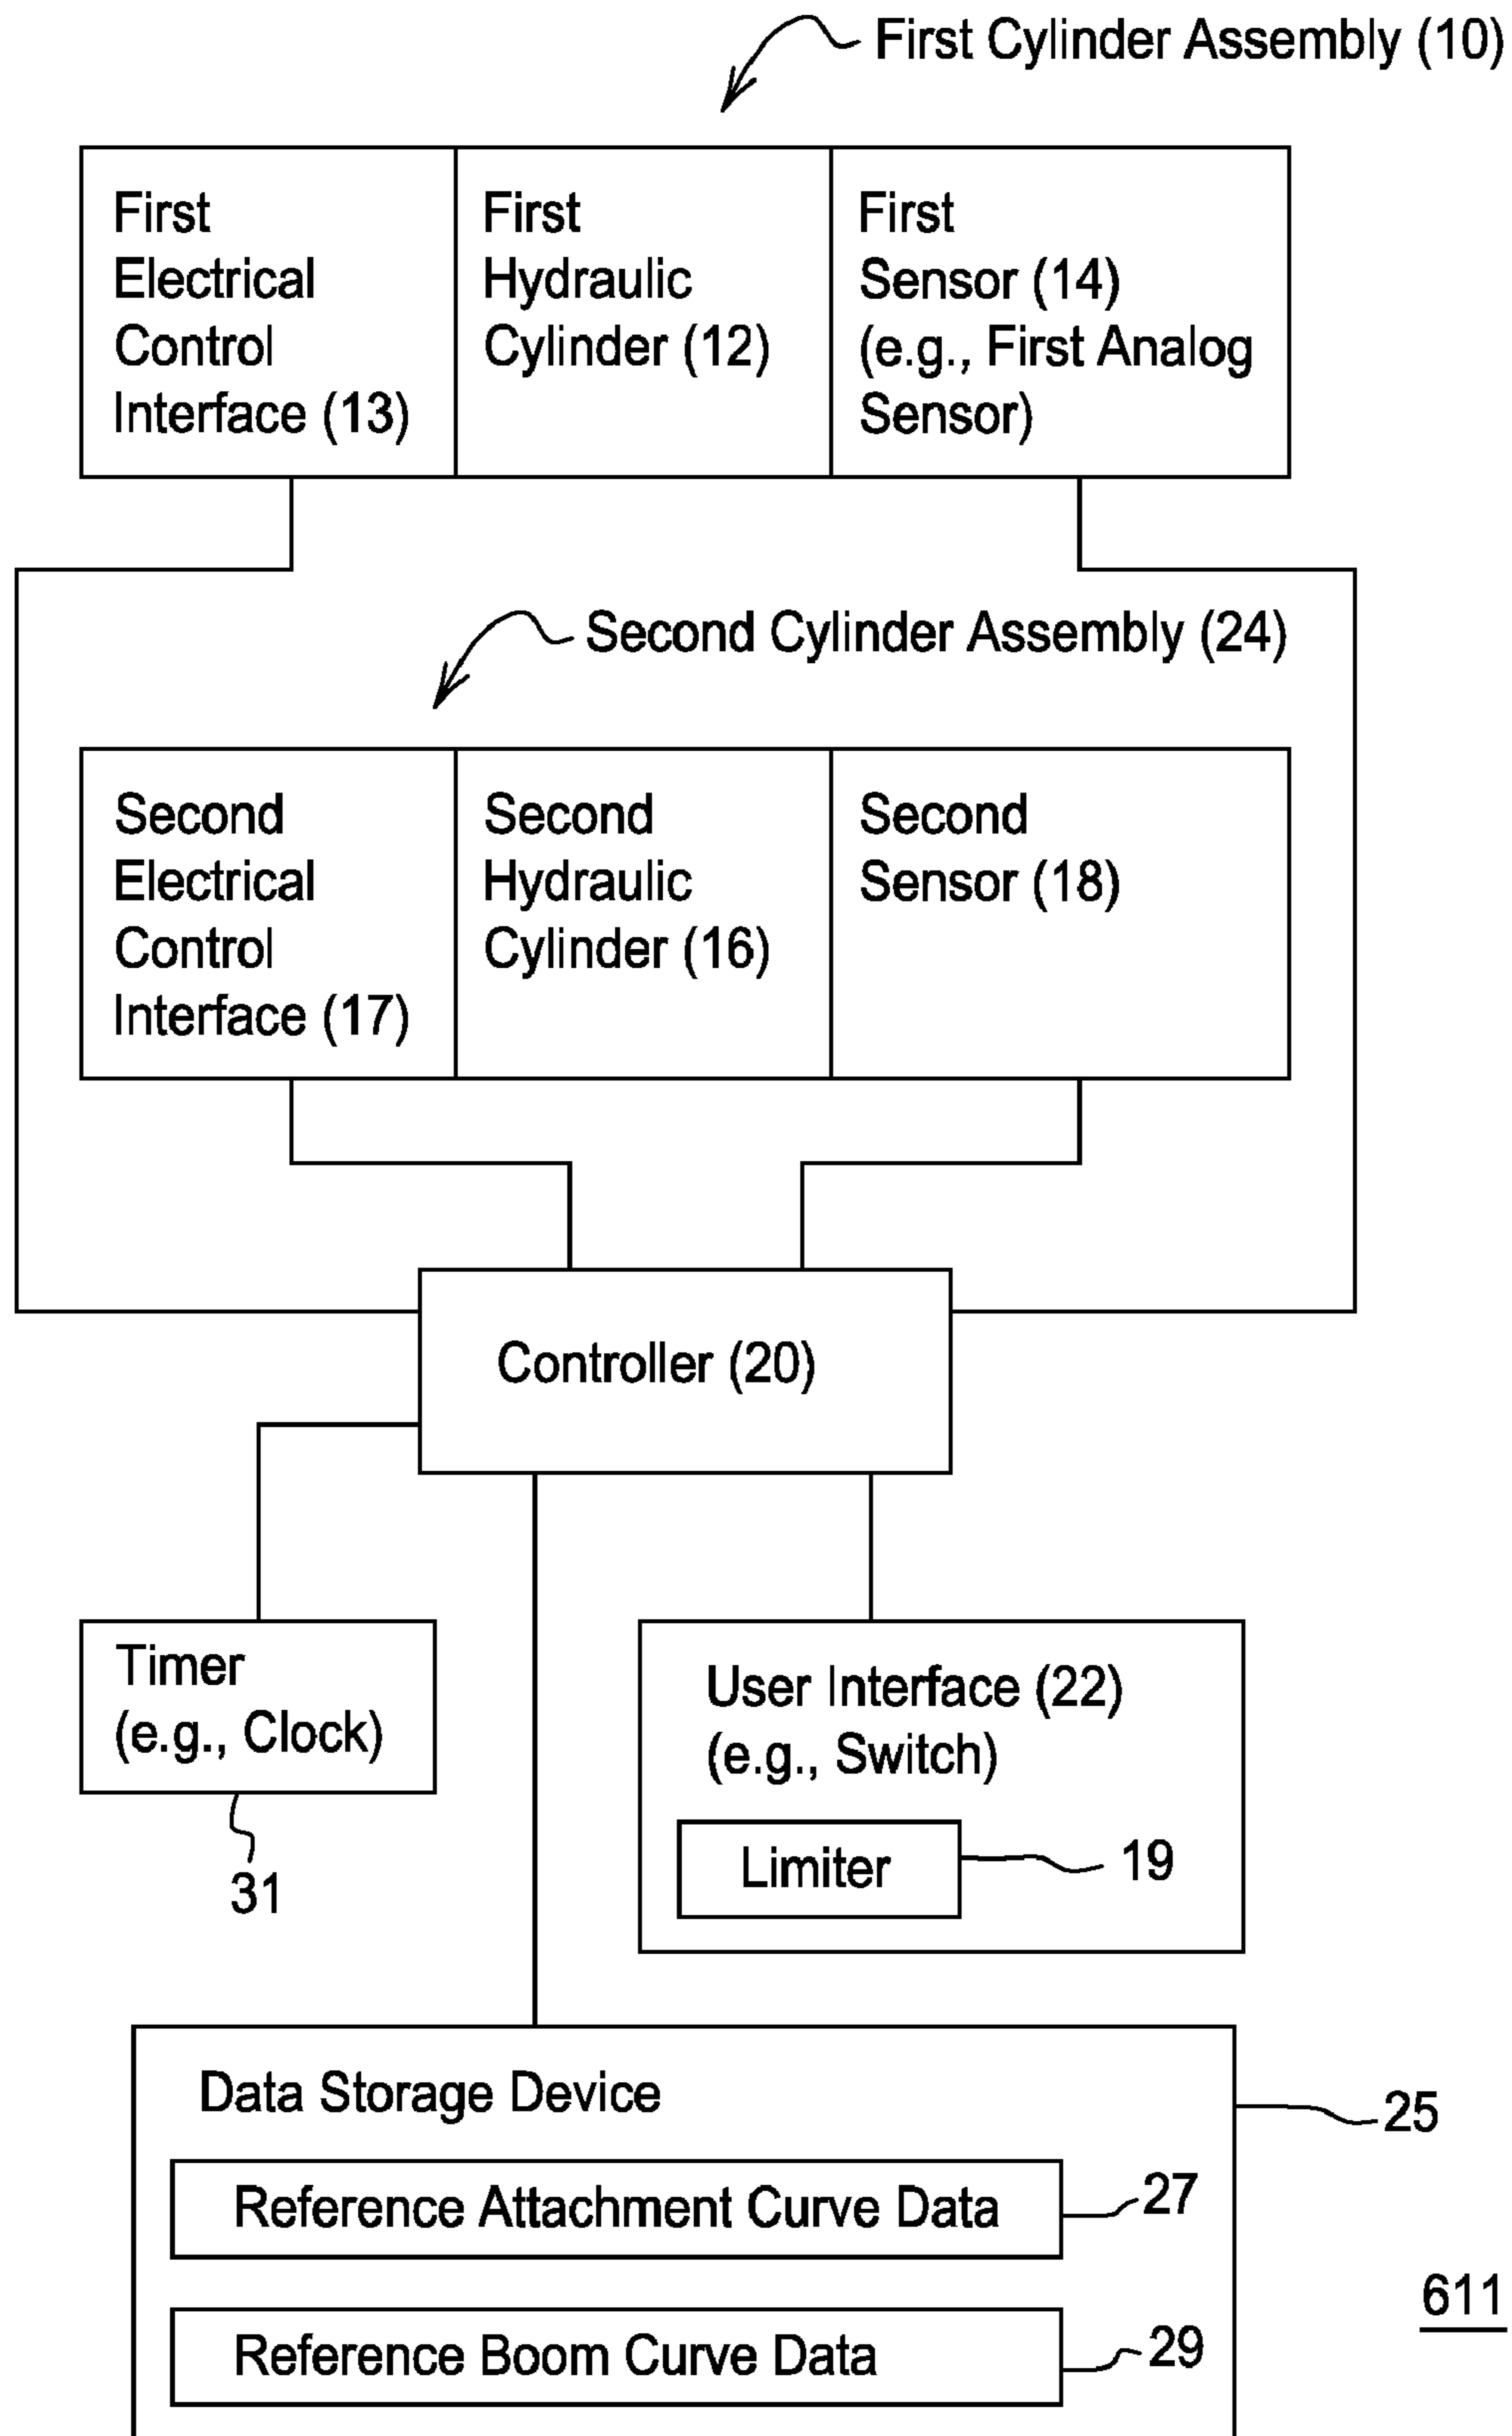 First Cylinder Assembly (10)
First
Electrical
Control
Interface (13)
First
Hydraulic
Cylinder (12)
First
Sensor (14)
(e.g., First Analog
Sensor)
Second Cylinder Assembly (24)
Second
Electrical
Control
Interface (17)
Second
Hydraulic
Cylinder (16)
Second
Sensor (18)
Controller (20)
Timer
(e.g., Clock)
31
User Interface (22)
(e.g., Switch)
Limiter
19
Data Storage Device
25
Reference Attachment Curve Data
27
Reference Boom Curve Data
29
611